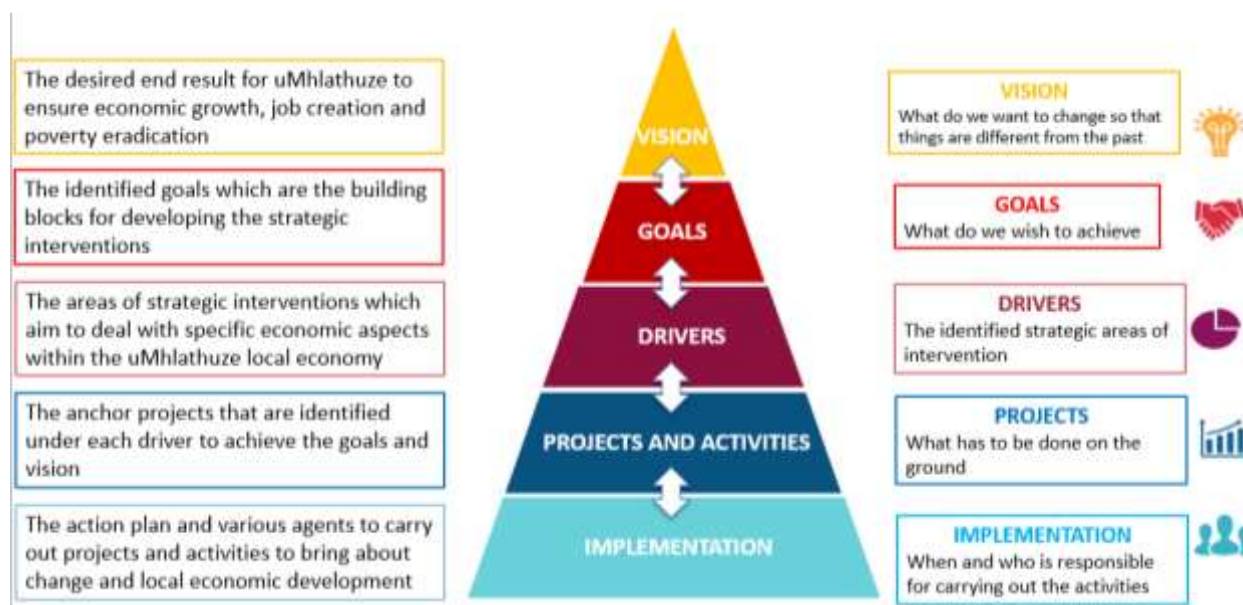 The desired end result for uMhlathuze to
ensure economic growth, job creation and
poverty eradication
The identified goals which are the building
blocks for developing the strategic
interventions
The areas of strategic interventions which
aim to deal with specific economic aspects
within the uMhlathuze local economy
The anchor projects that are identified
under each driver to achieve the goals and
vision
The action plan and various agents to carry
out projects and activities to bring about
change and local economic development
VISION
GOALS
DRIVERS
PROJECTS AND ACTIVITIES
IMPLEMENTATION
VISION
What do we want to change so that
things are different from the past
GOALS
What do we wish to achieve
DRIVERS
The identified strategic areas of
intervention
PROJECTS
What has to be done on the
ground
IMPLEMENTATION
When and who is responsible
for carrying out the activities